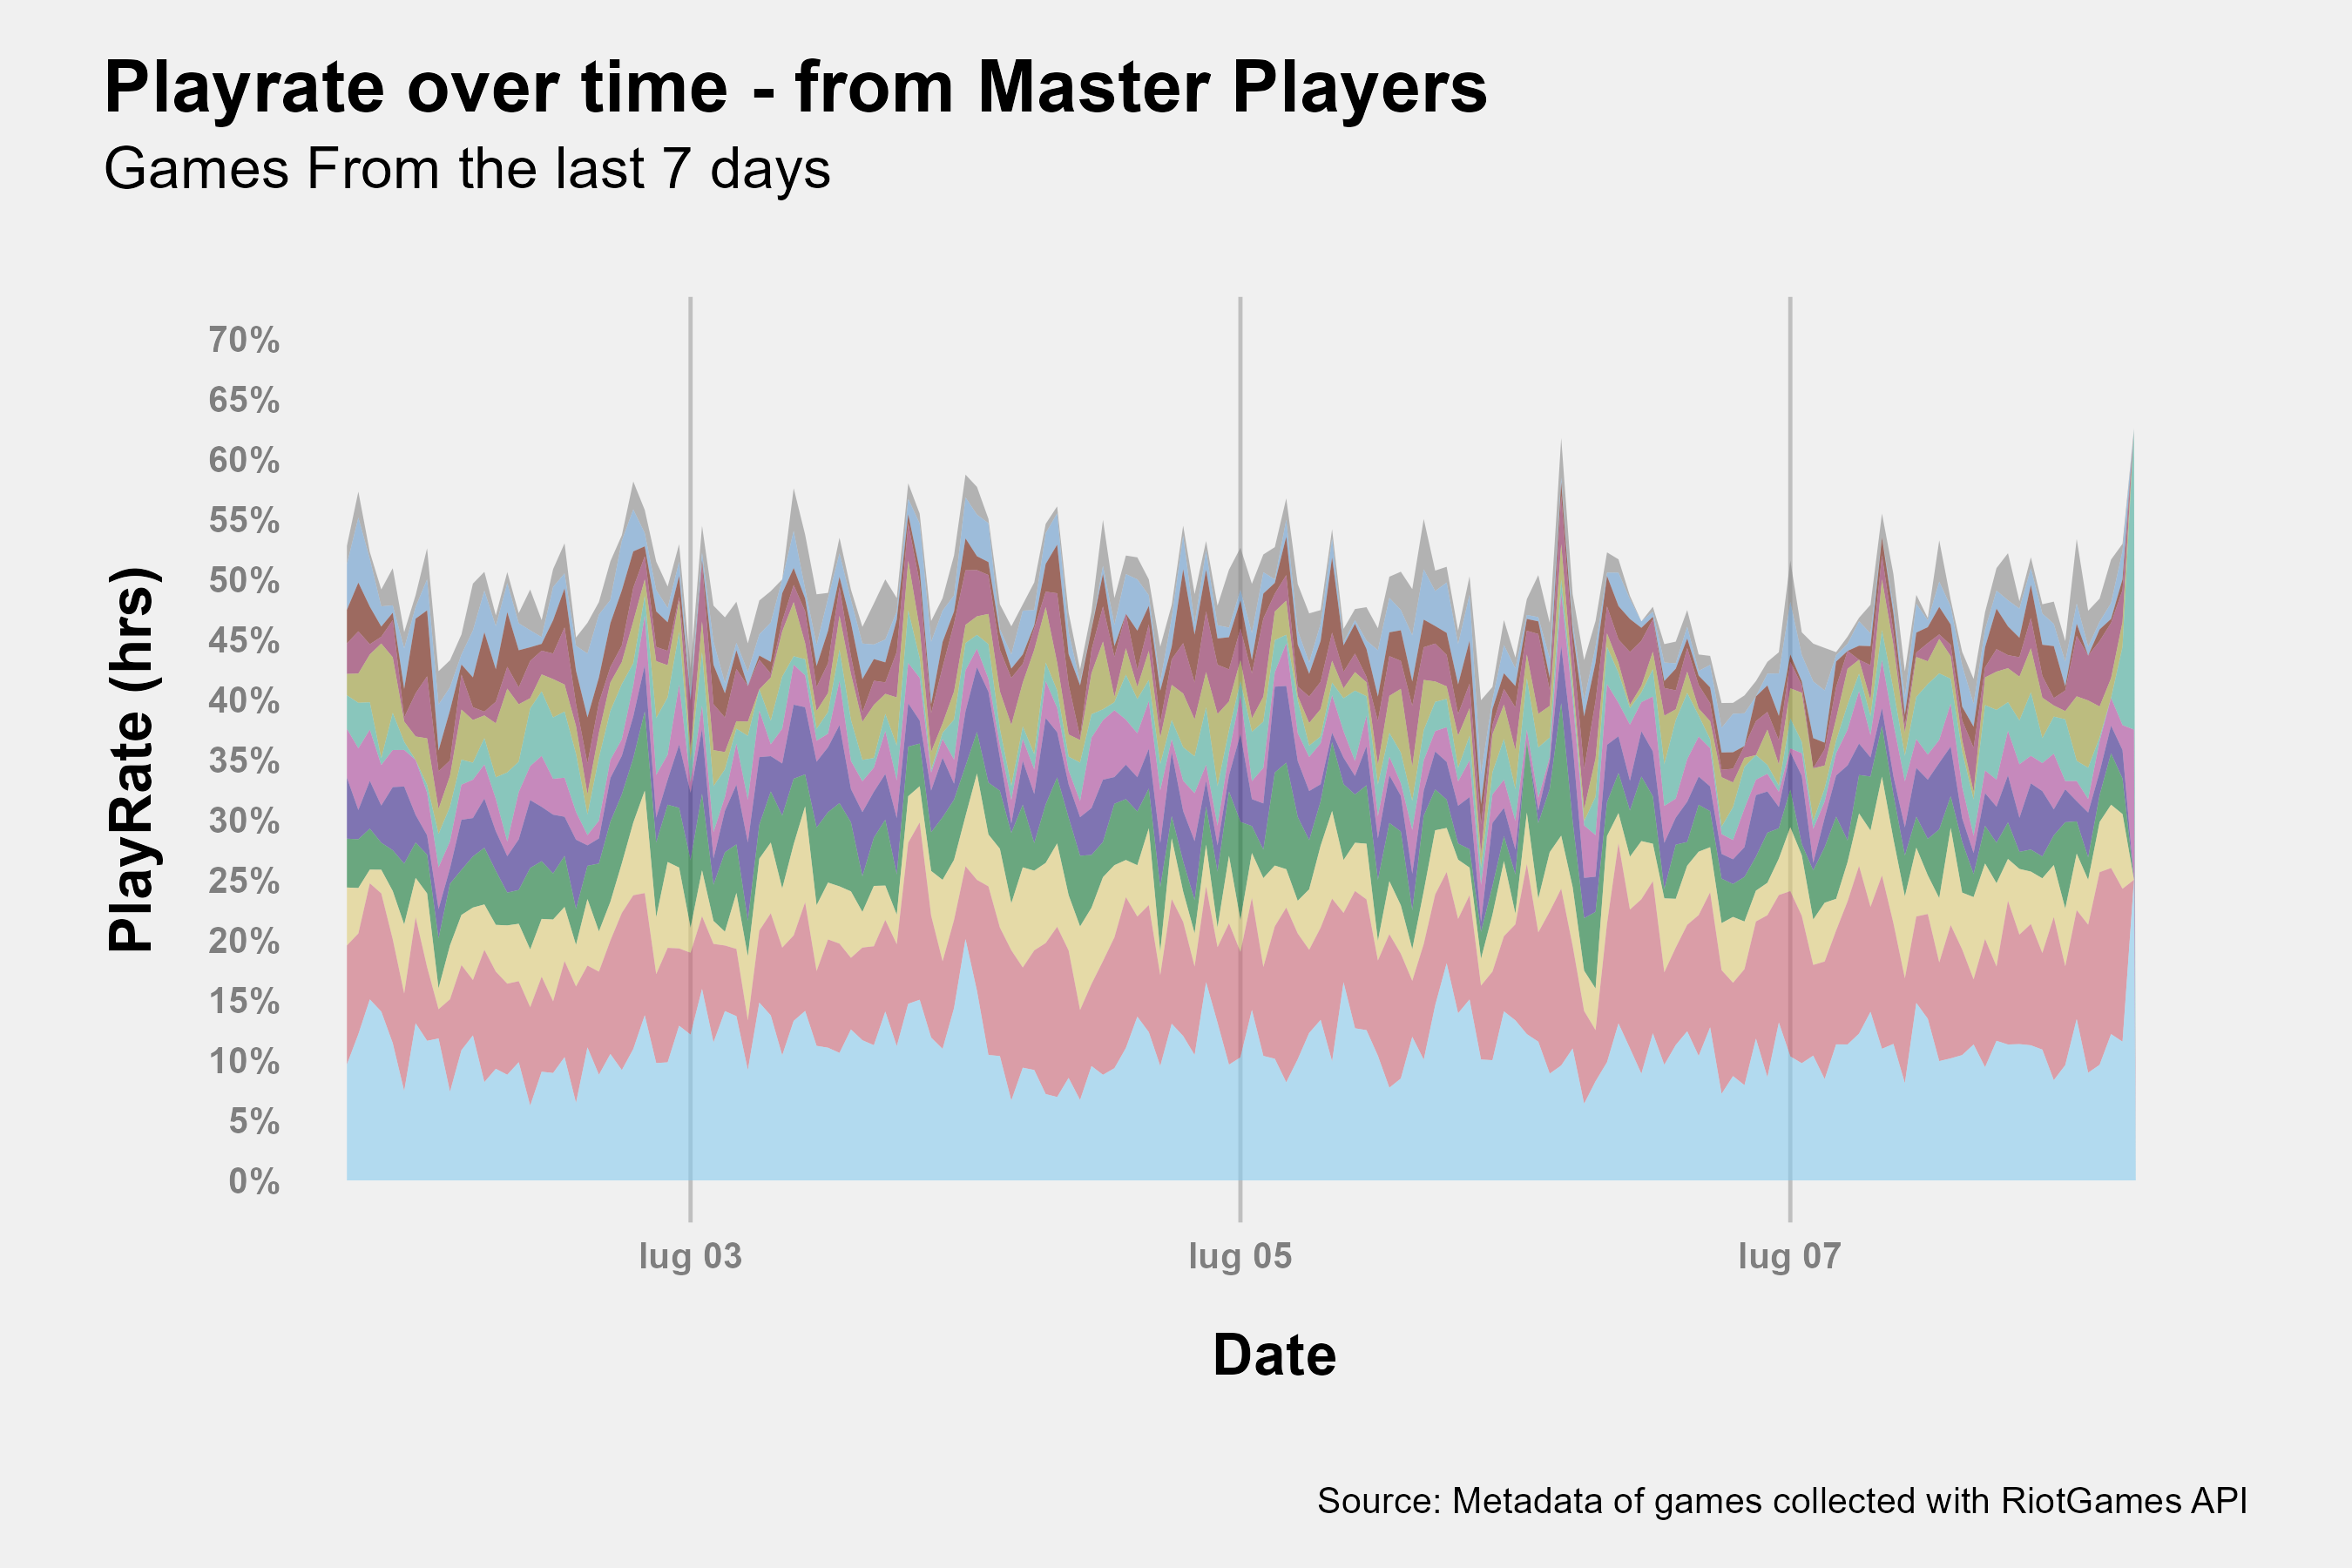 Playrate over time - from Master Players
Games From the last 7 days
PlayRate (hrs)
70%
65%
60%
55%
50%
45%
40%
35%
30%
25%
20%
15%
10%
5%
0%
lug 03
lug 05
lug 07
Date
Source: Metadata of games collected with RiotGames API